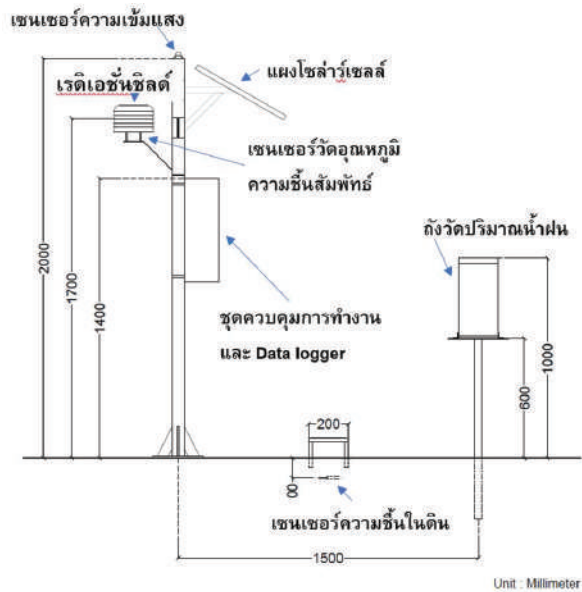 เซนเซอร์ความเข้มแสง
แผงโซล่าร์เซลล์
เรดิเอชั่นชิลด์
เซนเซอร์วัดอุณหภูมิ
ความชื้นสัมพัทธ์
ถังวัดปริมาณน้ำฝน
2000
1700
1400
ชุดควบคุมการทำงาน
และ Data logger
1000
600
200
00
เซนเซอร์ความชื้นในดิน
1500
Unit : Millimeter